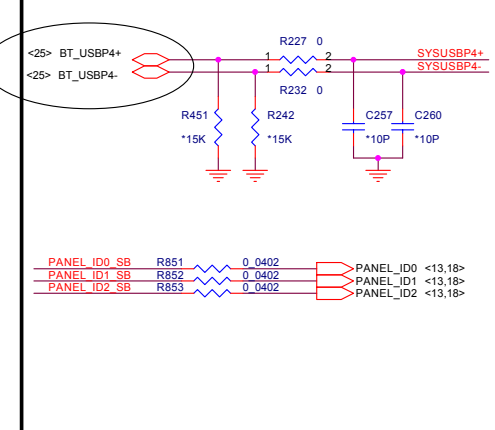 R227 0
<25> BT_USBP4+ 1 2 SYSUSBP4+
<25> BT_USBP4- 1 2 SYSUSBP4-
R232 0
R451 R242 C257 C260
*15K *15K *10P *10P
PANEL_ID0_SB R851 0_0402 PANEL_ID0 <13,18>
PANEL_ID1_SB R852 0_0402 PANEL_ID1 <13,18>
PANEL_ID2_SB R853 0_0402 PANEL_ID2 <13,18>